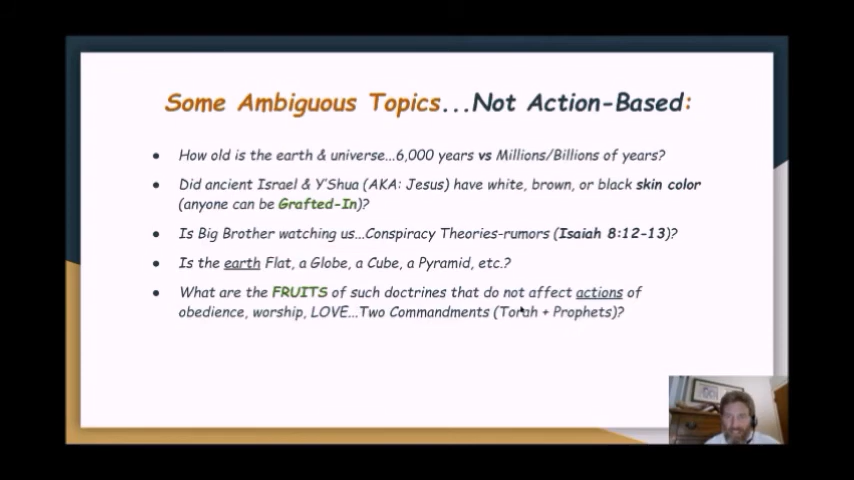 Some Ambiguous Topics...Not Action-Based:
● How old is the earth & universe...6,000 years vs Millions/Billions of years?
● Did ancient Israel & Y'Shua (AKA: Jesus) have white, brown, or black skin color
(anyone can be Grafted-In)?
● Is Big Brother watching us...Conspiracy Theories-rumors (Isaiah 8:12-13)?
● Is the earth Flat, a Globe, a Cube, a Pyramid, etc.?
● What are the FRUITS of such doctrines that do not affect actions of
obedience, worship, LOVE...Two Commandments (Torah + Prophets)?